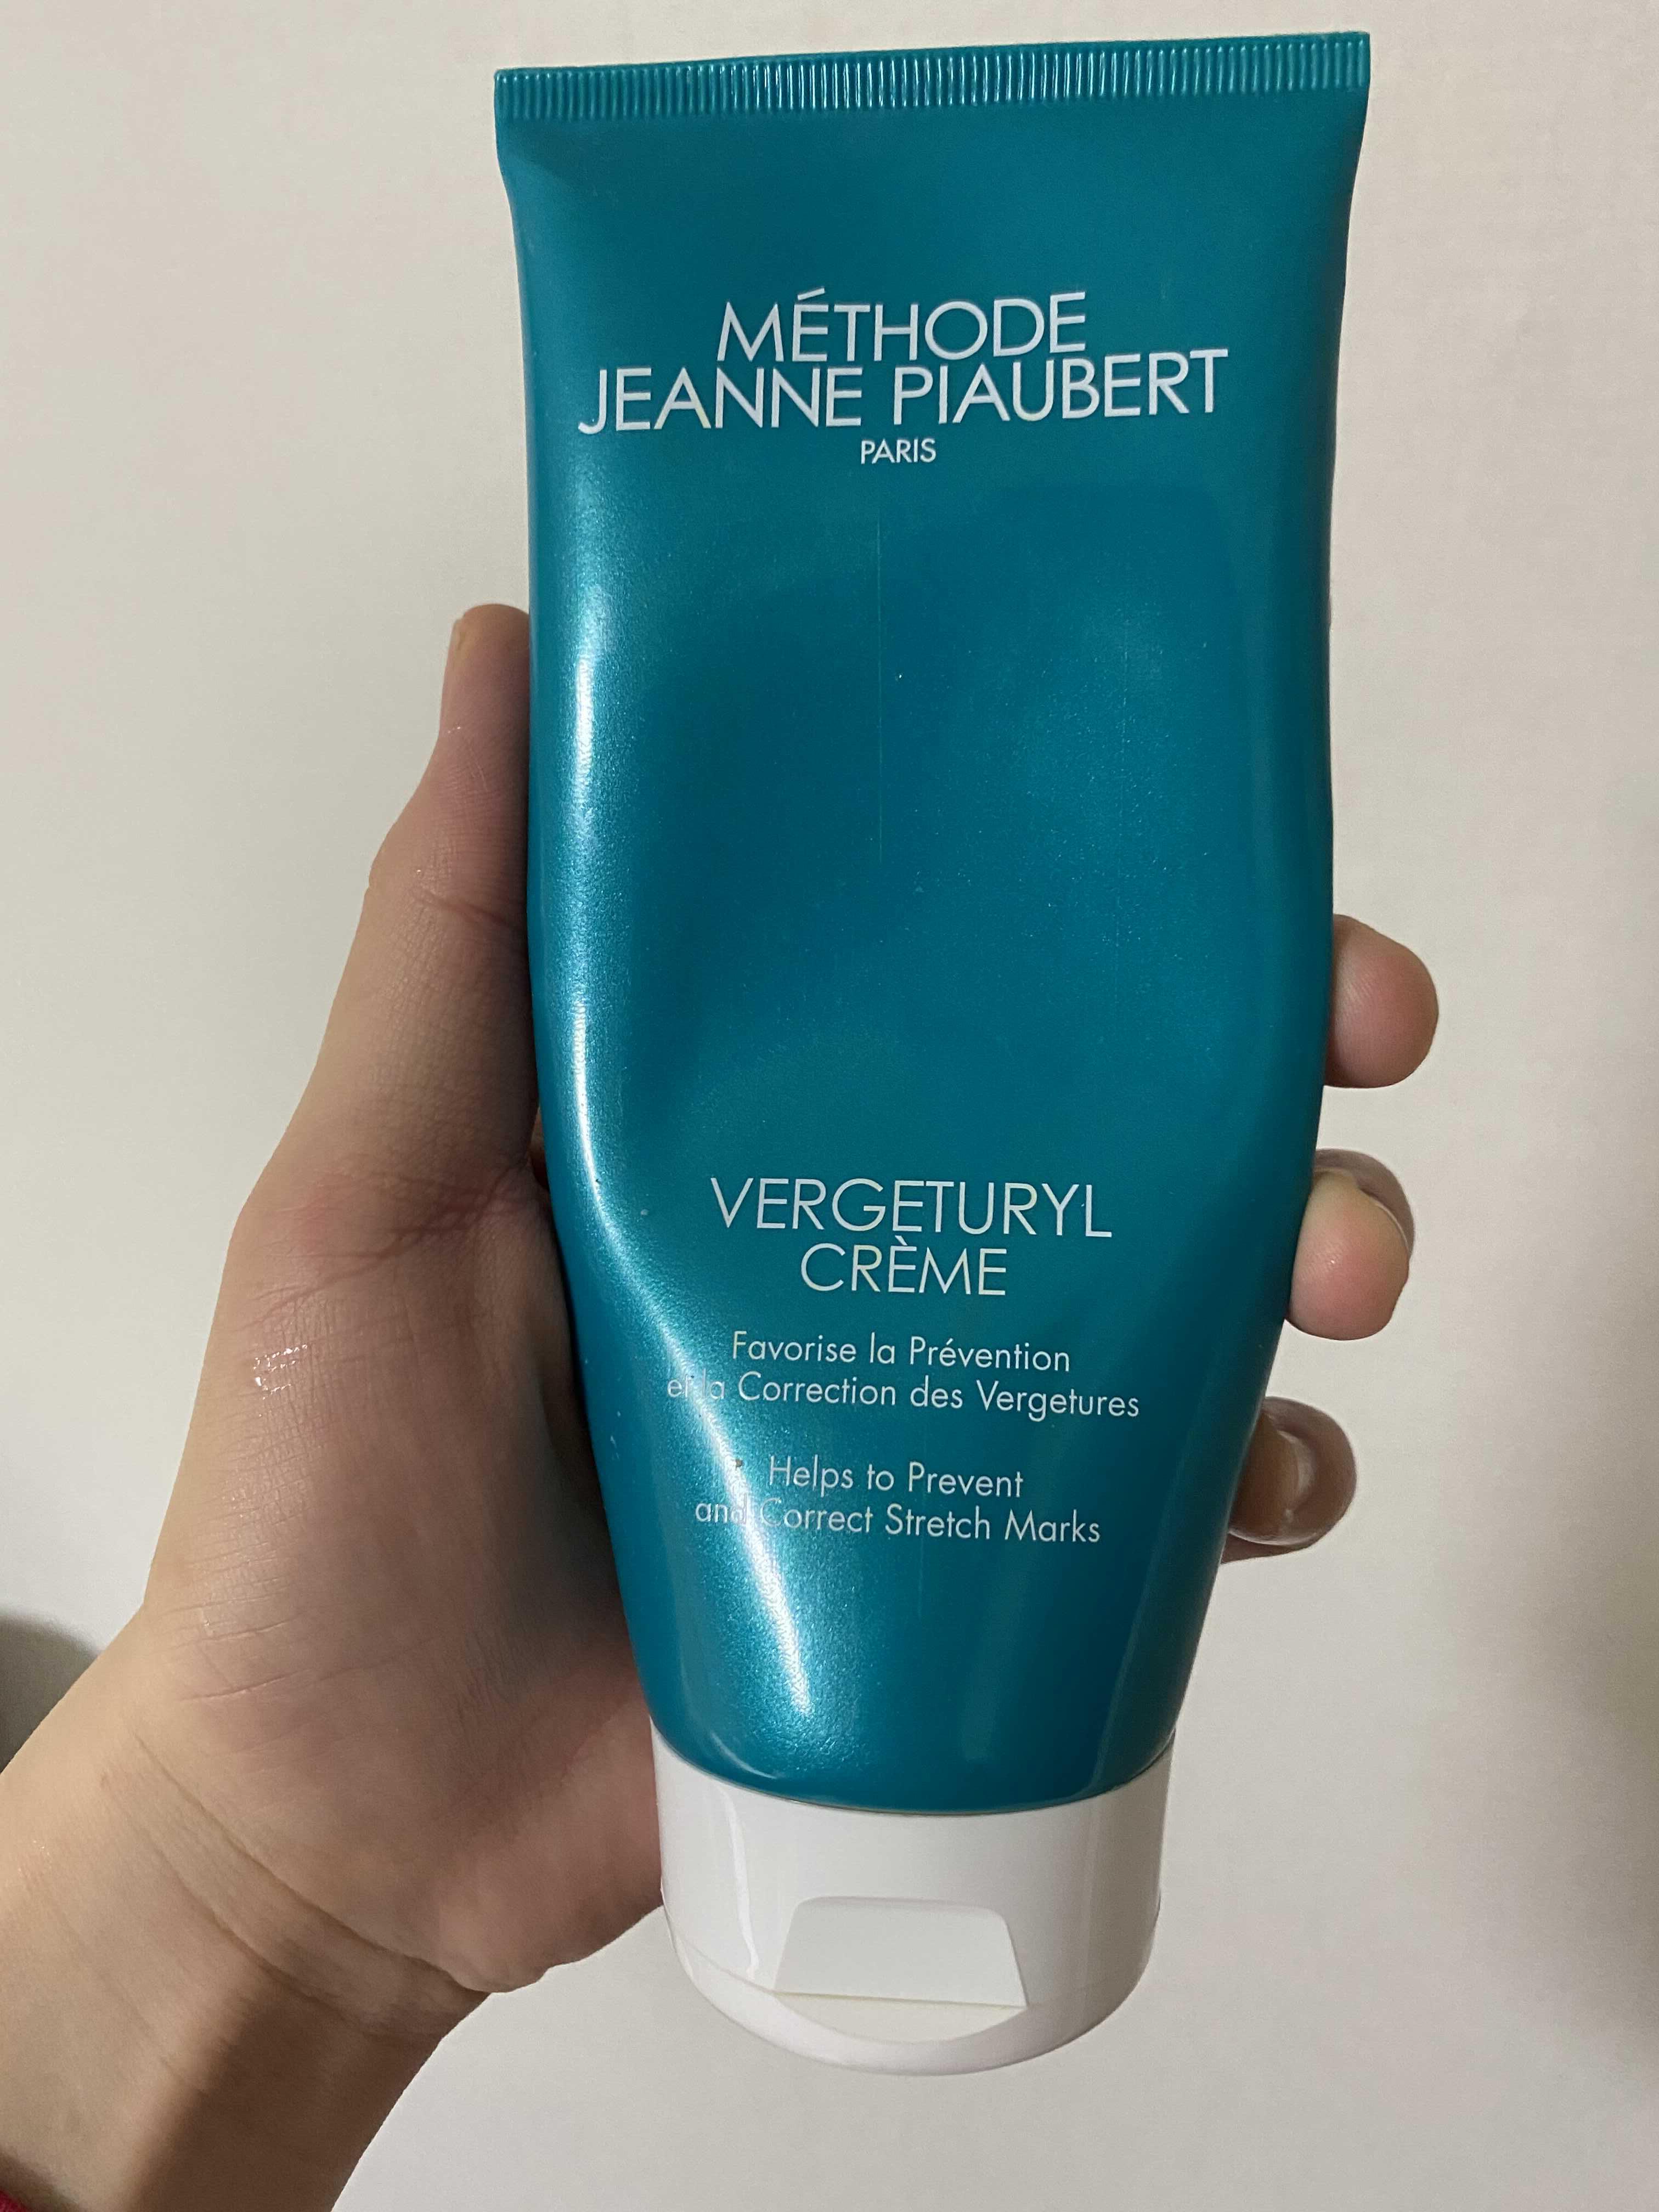 MÉTHODE
JEANNE PIAUBERT
PARIS
VERGETURYL
CRÈME
Favorise la Prévention
et la Correction des Vergetures
Helps to Prevent
and Correct Stretch Marks